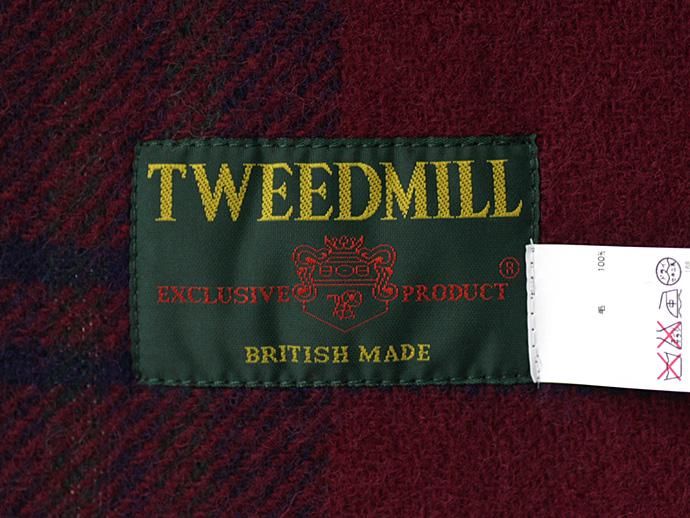 TWEEDMILL
®
EXCLUSIVE PRODUCT
BRITISH MADE
毛 100%